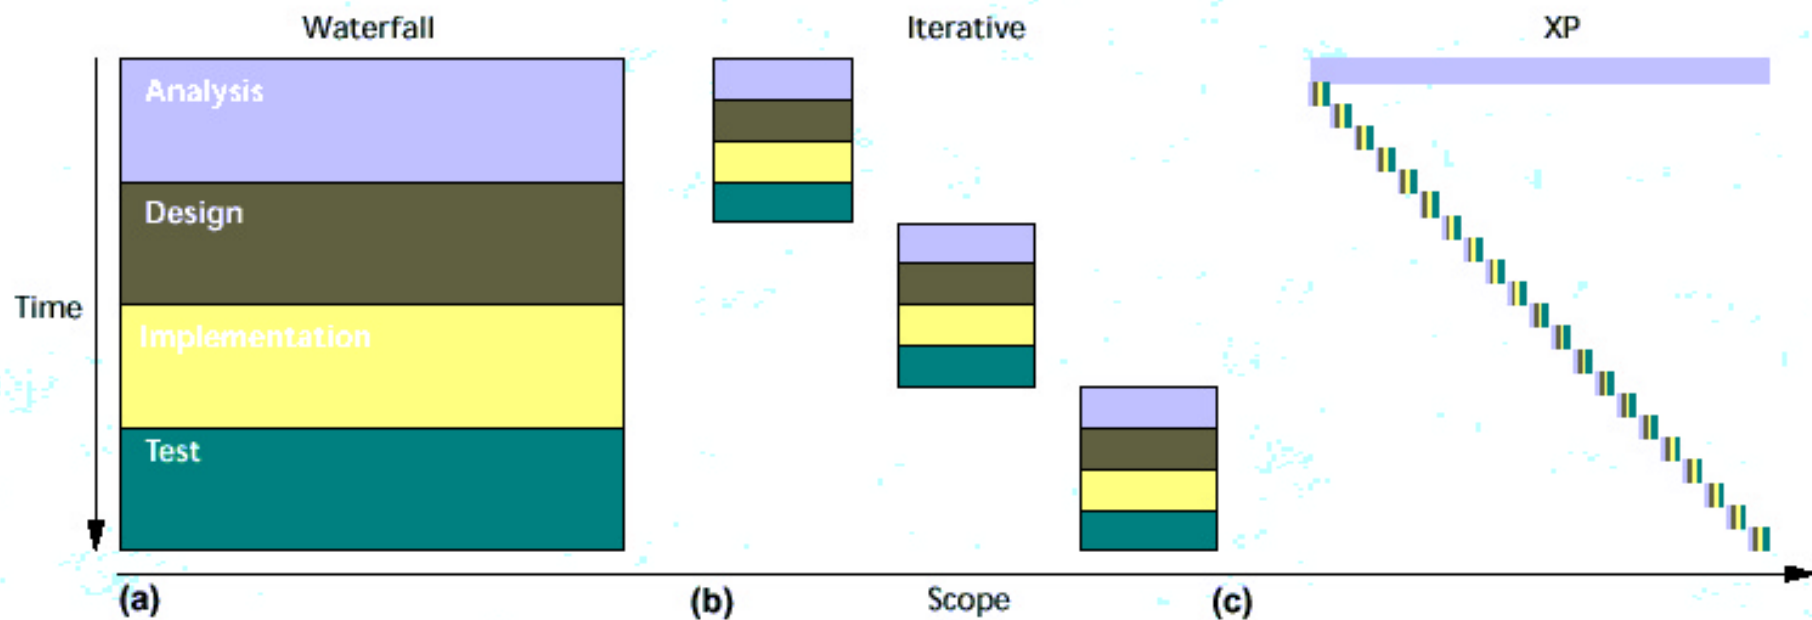 Waterfall
Iterative
XP
Analysis
Design
Time
Implementation
Test
(a)
(b)
Scope
(c)